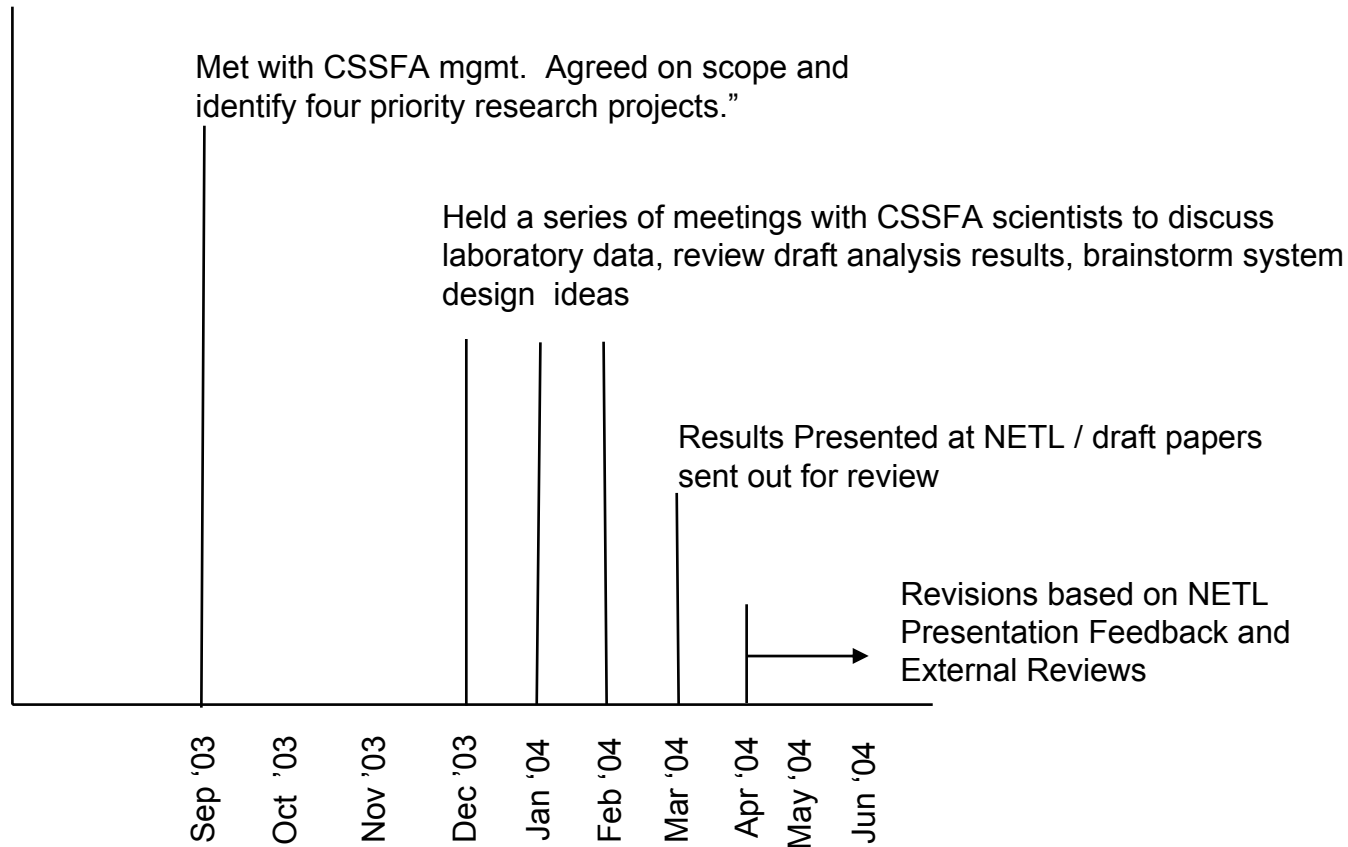 Met with CSSFA mgmt.  Agreed on scope and
identify four priority research projects.”
Held a series of meetings with CSSFA scientists to discuss
laboratory data, review draft analysis results, brainstorm system
design  ideas
Results Presented at NETL / draft papers
sent out for review
Revisions based on NETL
Presentation Feedback and
External Reviews
Sep ‘03
Oct ’03
Nov ’03
Dec ’03
Jan ‘04
Feb ‘04
Mar ‘04
Apr ‘04
May ‘04
Jun ‘04